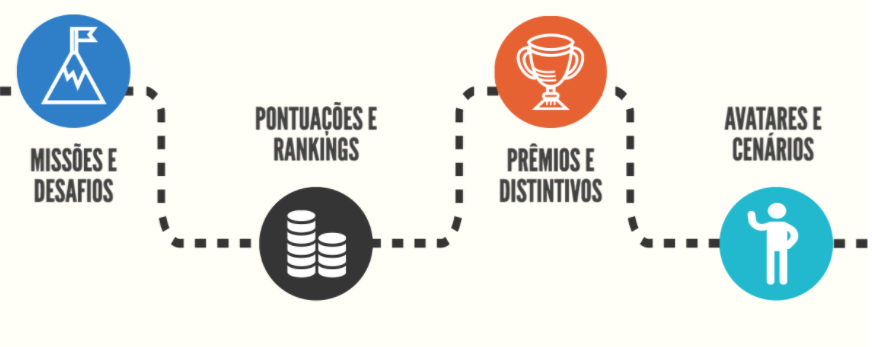 MISSÕES E
DESAFIOS
PONTUAÇÕES E
RANKINGS
PRÊMIOS E
DISTINTIVOS
AVATARES E
CENÁRIOS